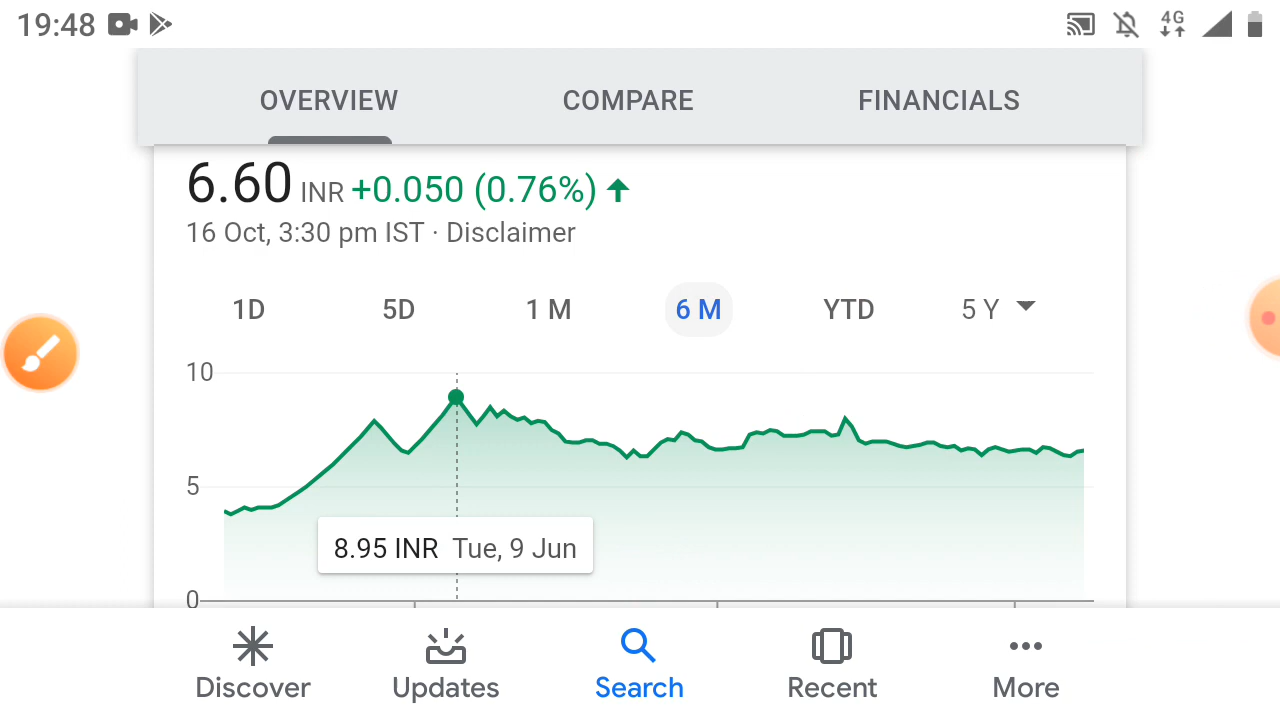 19:48 4G
OVERVIEW COMPARE FINANCIALS
6.60 INR +0.050 (0.76%)
16 Oct, 3:30 pm IST · Disclaimer
1D 5D 1 M 6 M YTD 5 Y
10
5
8.95 INR Tue, 9 Jun
0
Discover Updates Search Recent More